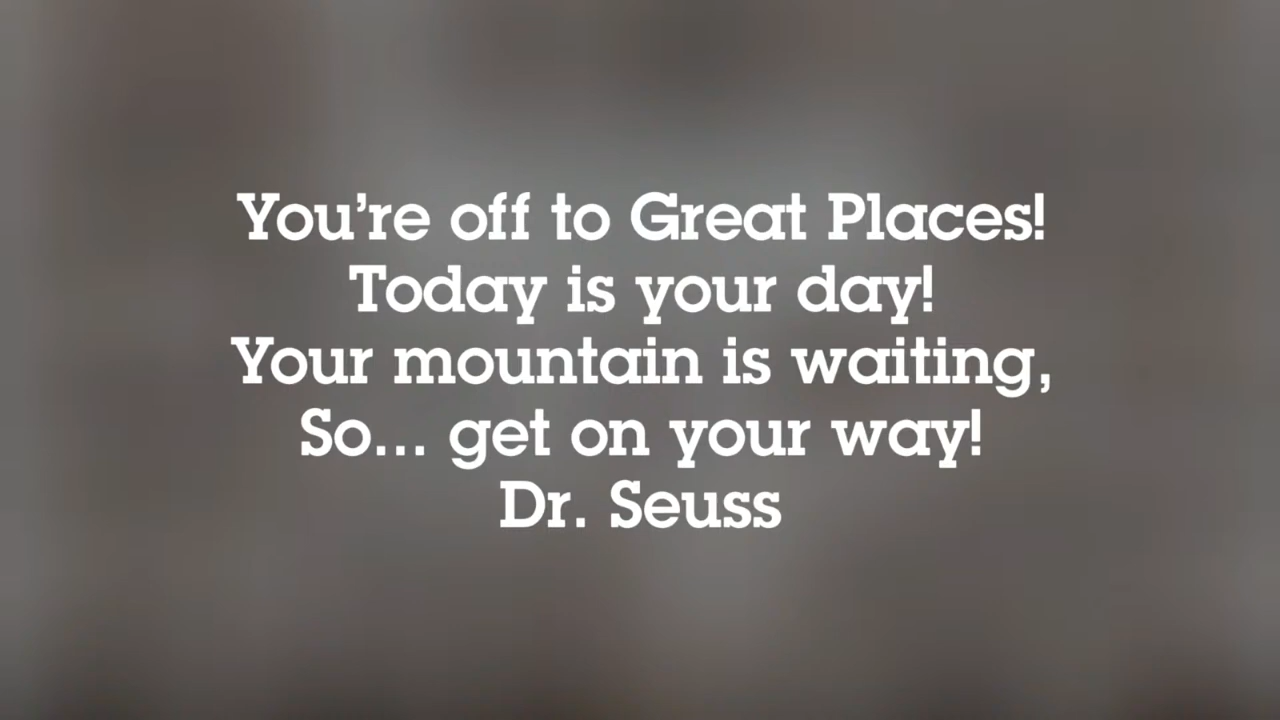 You’re off to Great Places!
Today is your day!
Your mountain is waiting,
So... get on your way!
Dr. Seuss